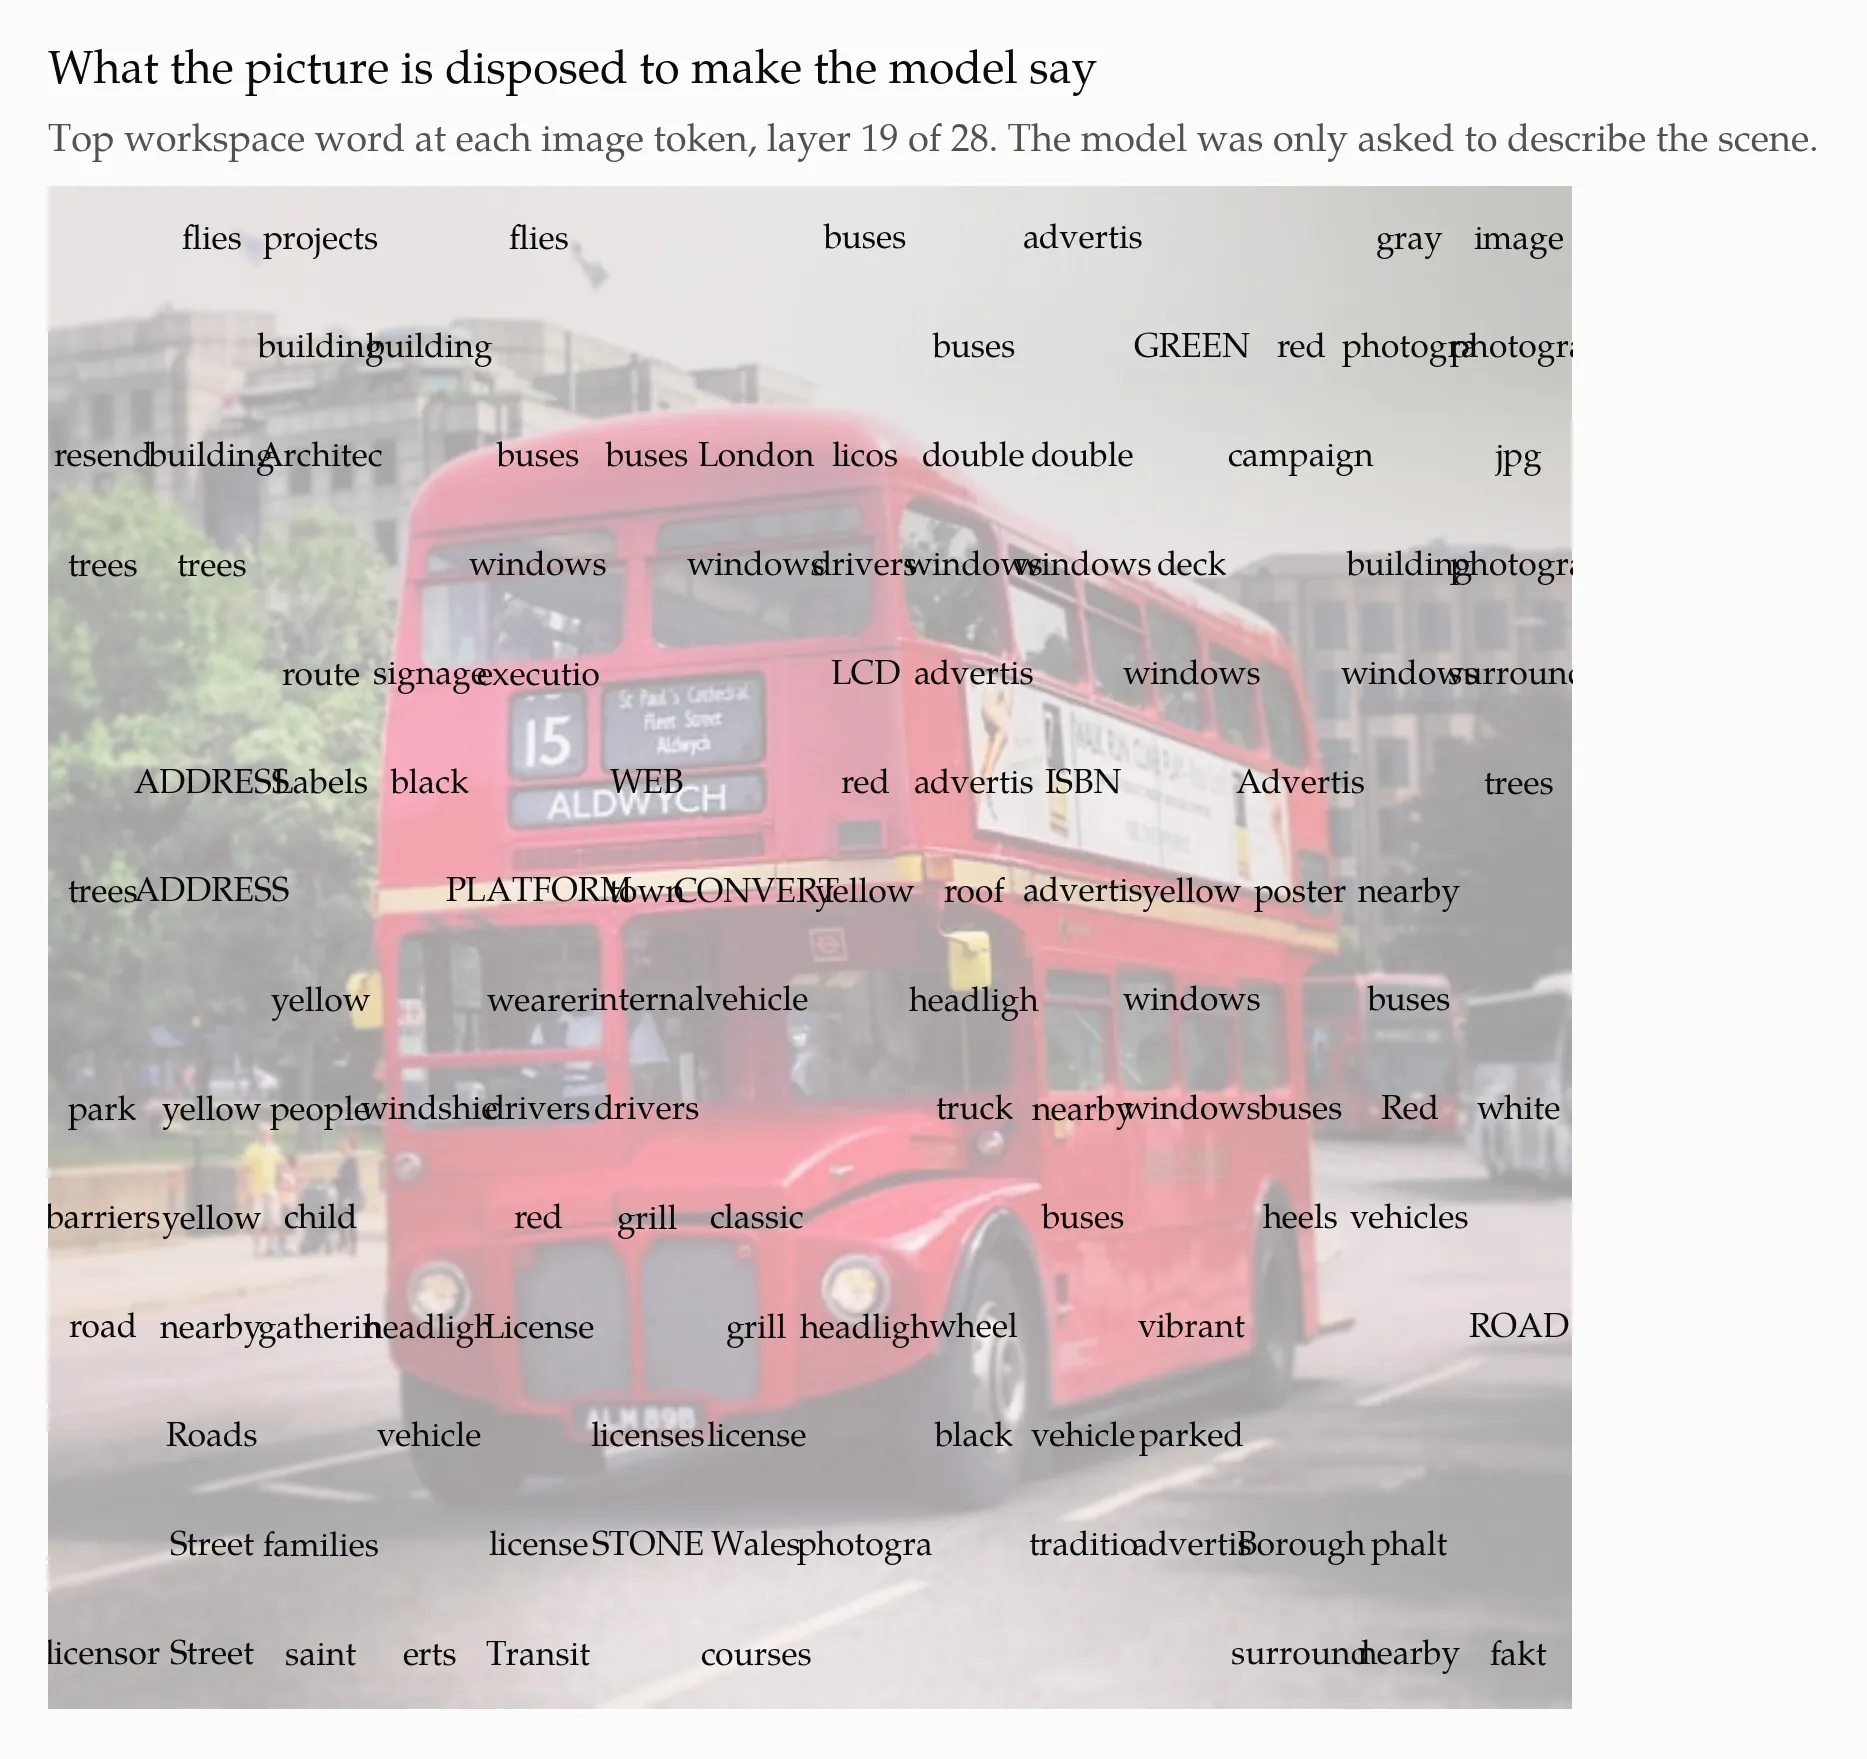 What the picture is disposed to make the model say
Top workspace word at each image token, layer 19 of 28. The model was only asked to describe the scene.
flies projects flies buses advertis gray image
building building buses GREEN red photogra photogra
resend building Architec buses buses London licos double double campaign jpg
trees trees windows windows drivers windows windows deck building photogra
route signage executio LCD advertis windows windows surround
St Paul's Cathedral
15 Fleet Street
Aldwych
ADDRESS Labels black WEB red advertis ISBN Advertis trees
ALDWYCH
trees ADDRESS PLATFORM town CONVERT yellow roof advertis yellow poster nearby
yellow wearer internal vehicle headligh windows buses
park yellow people windshie drivers drivers truck nearby windows buses Red white
barriers yellow child red grill classic buses heels vehicles
road nearby gatherin headligh License grill headligh wheel vibrant ROAD
ALM 89B
Roads vehicle licenses license black vehicle parked
Street families license STONE Wales photogra traditio advertis Borough phalt
licensor Street saint erts Transit courses surround nearby fakt